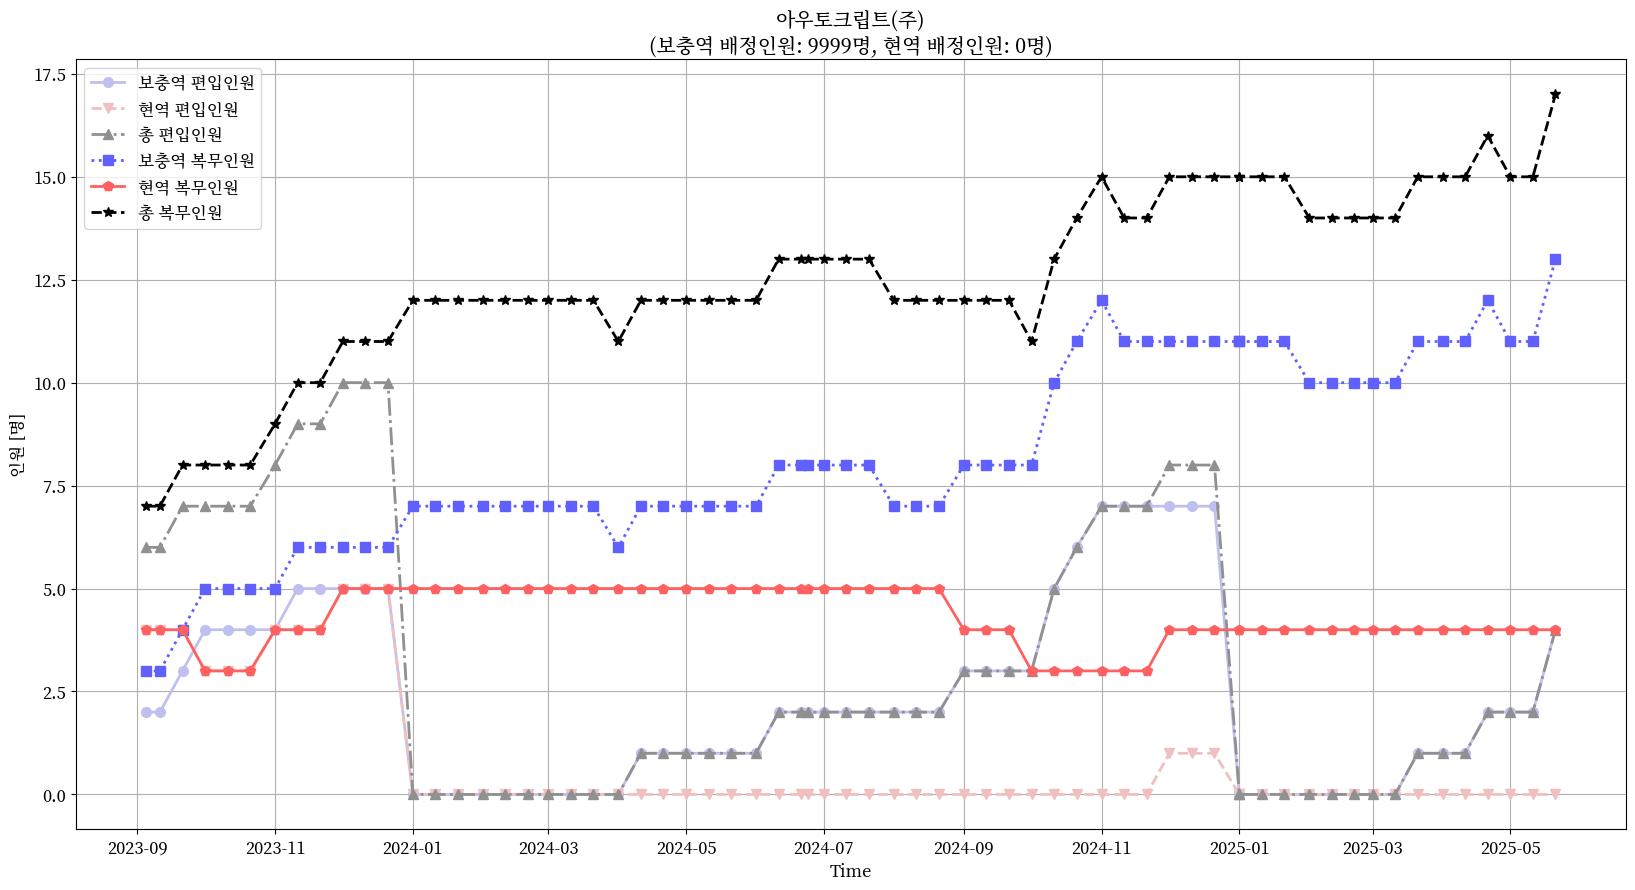 아우토크립트(주)
(보충역 배정인원: 9999명, 현역 배정인원: 0명)
17.5
15.0
12.5
10.0
7.5
5.0
2.5
0.0
인원 [명]
보충역 편입인원
현역 편입인원
총 편입인원
보충역 복무인원
현역 복무인원
총 복무인원
2023-09 2023-11 2024-01 2024-03 2024-05 2024-07 2024-09 2024-11 2025-01 2025-03 2025-05
Time